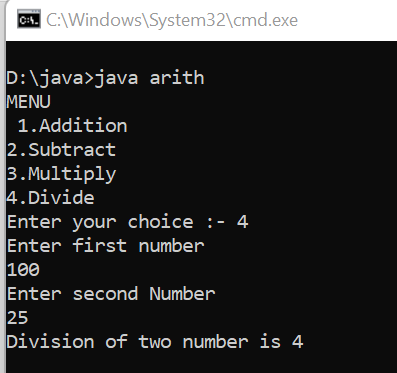 C:\Windows\System32\cmd.exe
D:\java>java arith
MENU
 1.Addition
2.Subtract
3.Multiply
4.Divide
Enter your choice :- 4
Enter first number
100
Enter second Number
25
Division of two number is 4